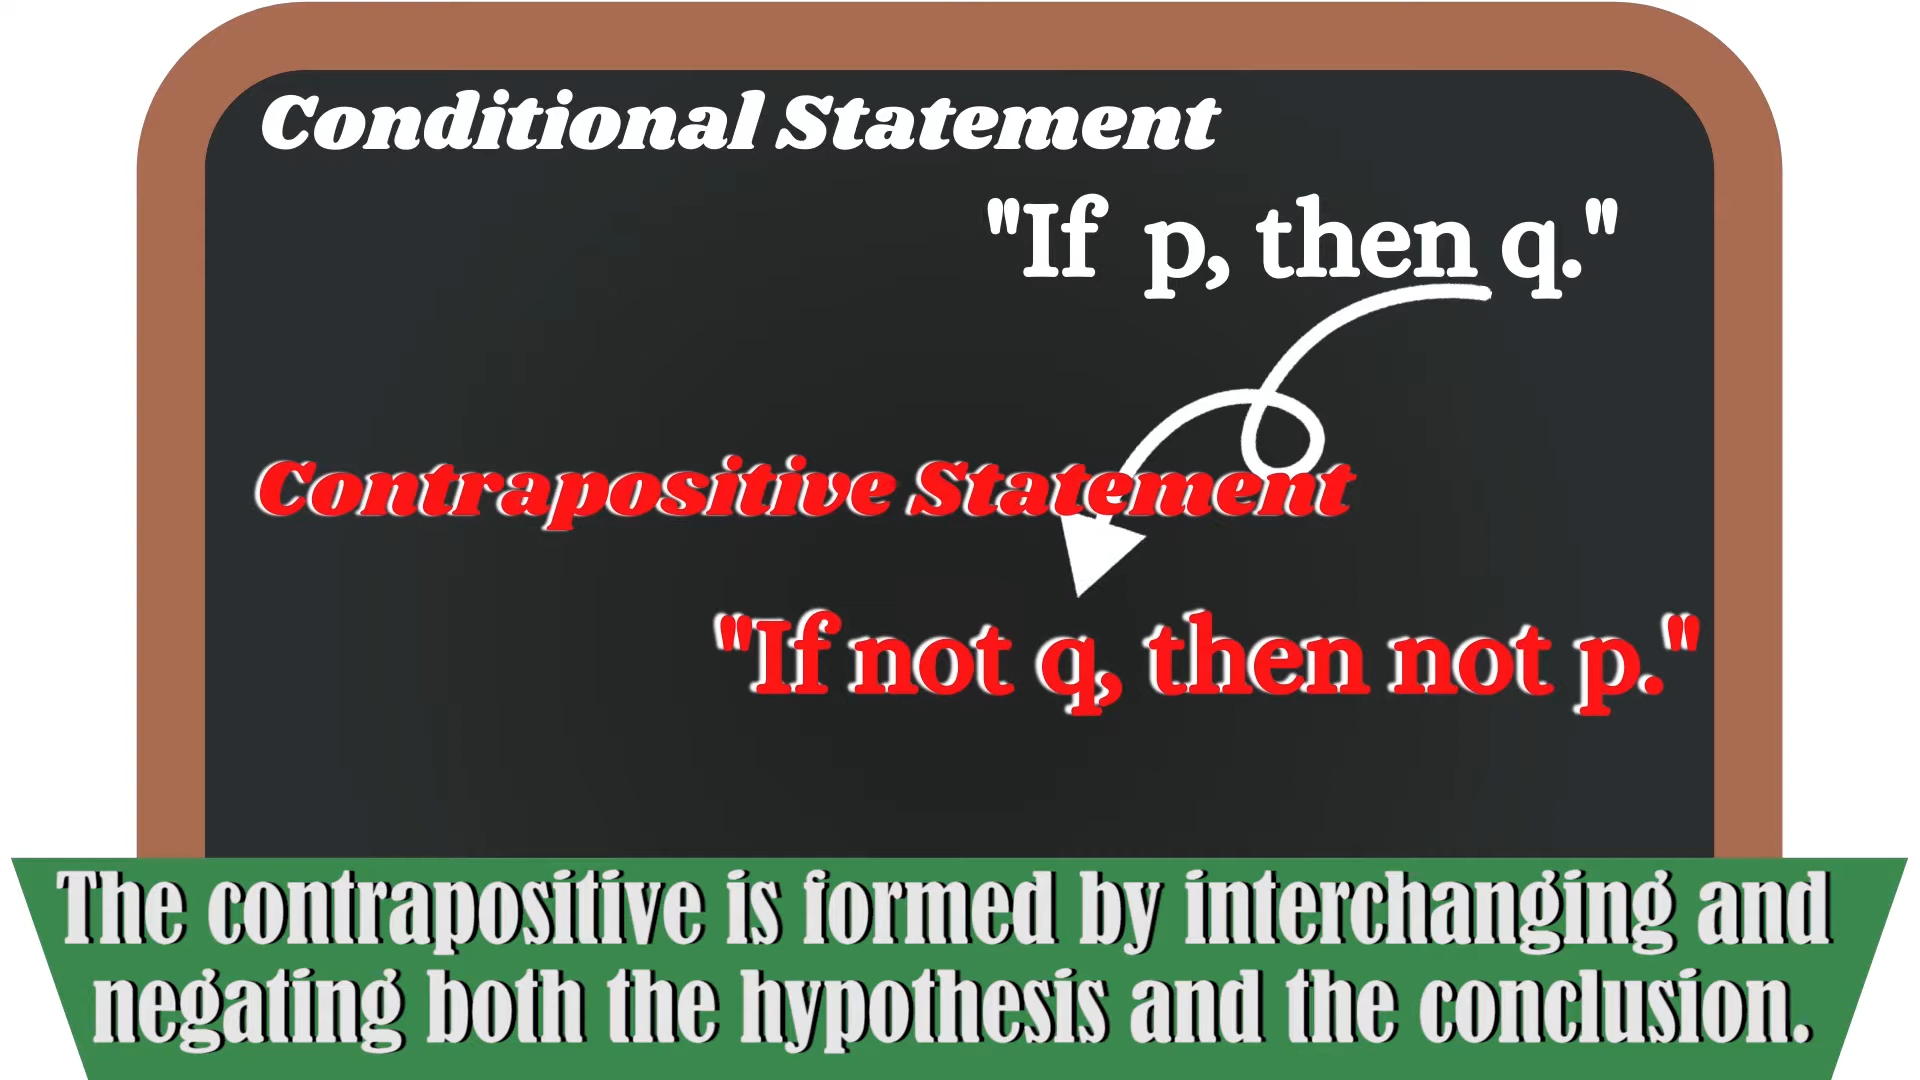 Conditional Statement
"If p, then q."
Contrapositive Statement
"If not q, then not p."
The contrapositive is formed by interchanging and
negating both the hypothesis and the conclusion.